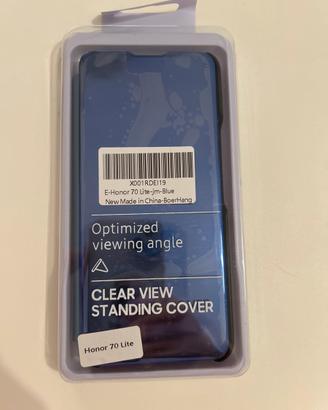 X001RDEI19
E-Honor 70 Lite-jm-Blue
New Made in China-BoerHang
Optimized
viewing angle
CLEAR VIEW
STANDING COVER
Honor 70 Lite